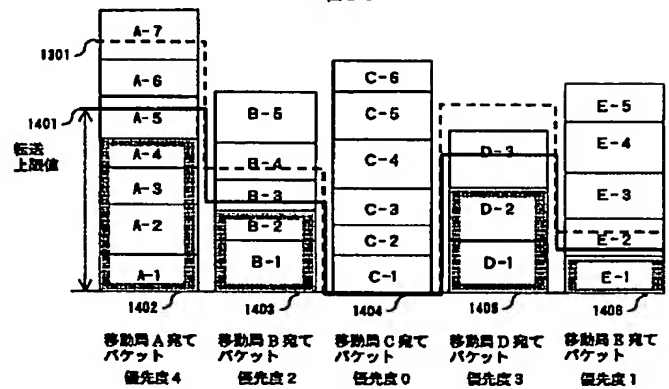 1301
1401
転送
上限値
A-7
A-6
A-5
A-4
A-3
A-2
A-1
B-5
B-4
B-3
B-2
B-1
C-6
C-5
C-4
C-3
C-2
C-1
D-3
D-2
D-1
E-5
E-4
E-3
E-2
E-1
1402
1403
1404
1405
1406
移動局A宛て
パケット
優先度4
移動局B宛て
パケット
優先度2
移動局C宛て
パケット
優先度0
移動局D宛て
パケット
優先度3
移動局E宛て
パケット
優先度1